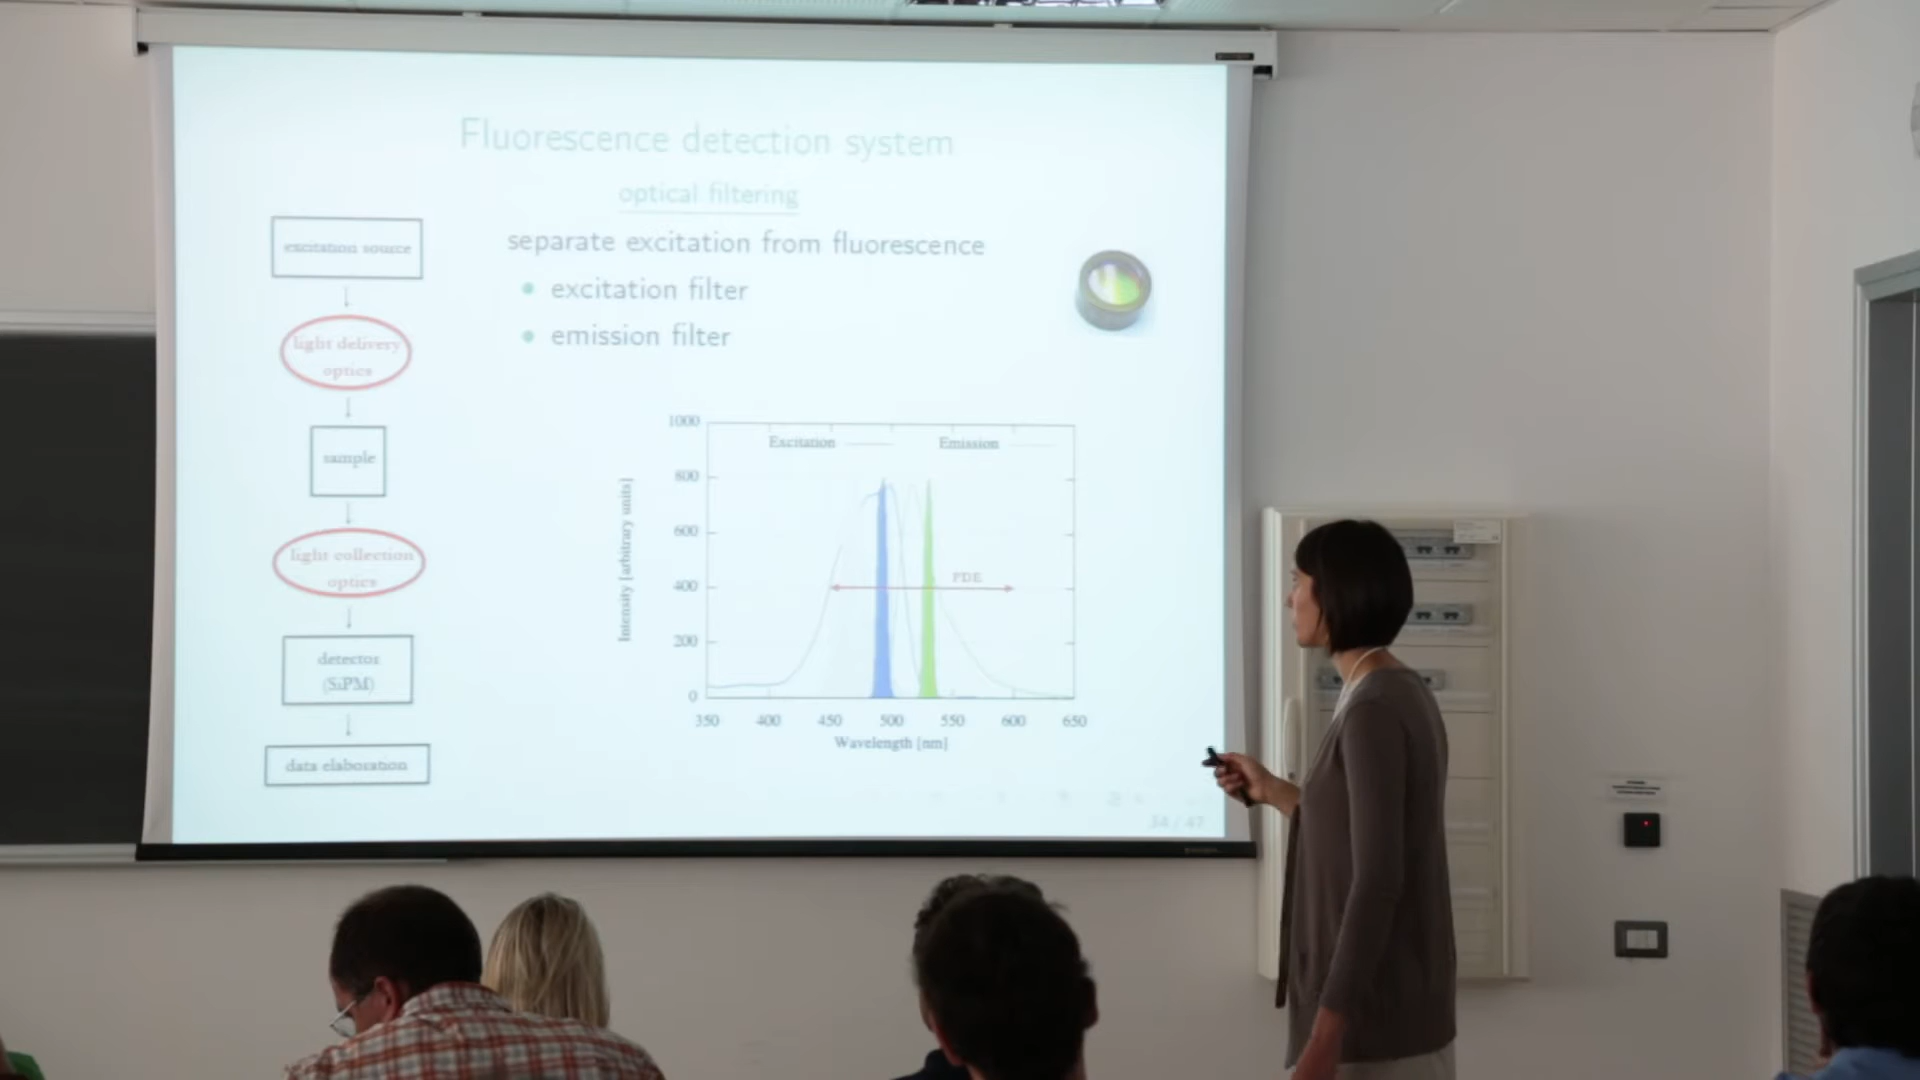 Fluorescence detection system
optical filtering
separate excitation from fluorescence
• excitation filter
• emission filter
excitation source
light delivery
optics
sample
light collection
optics
detector
(SiPM)
data elaboration
1000
800
600
400
200
0
Intensity [arbitrary units]
Excitation
Emission
PDE
350 400 450 500 550 600 650
Wavelength [nm]
34 / 47